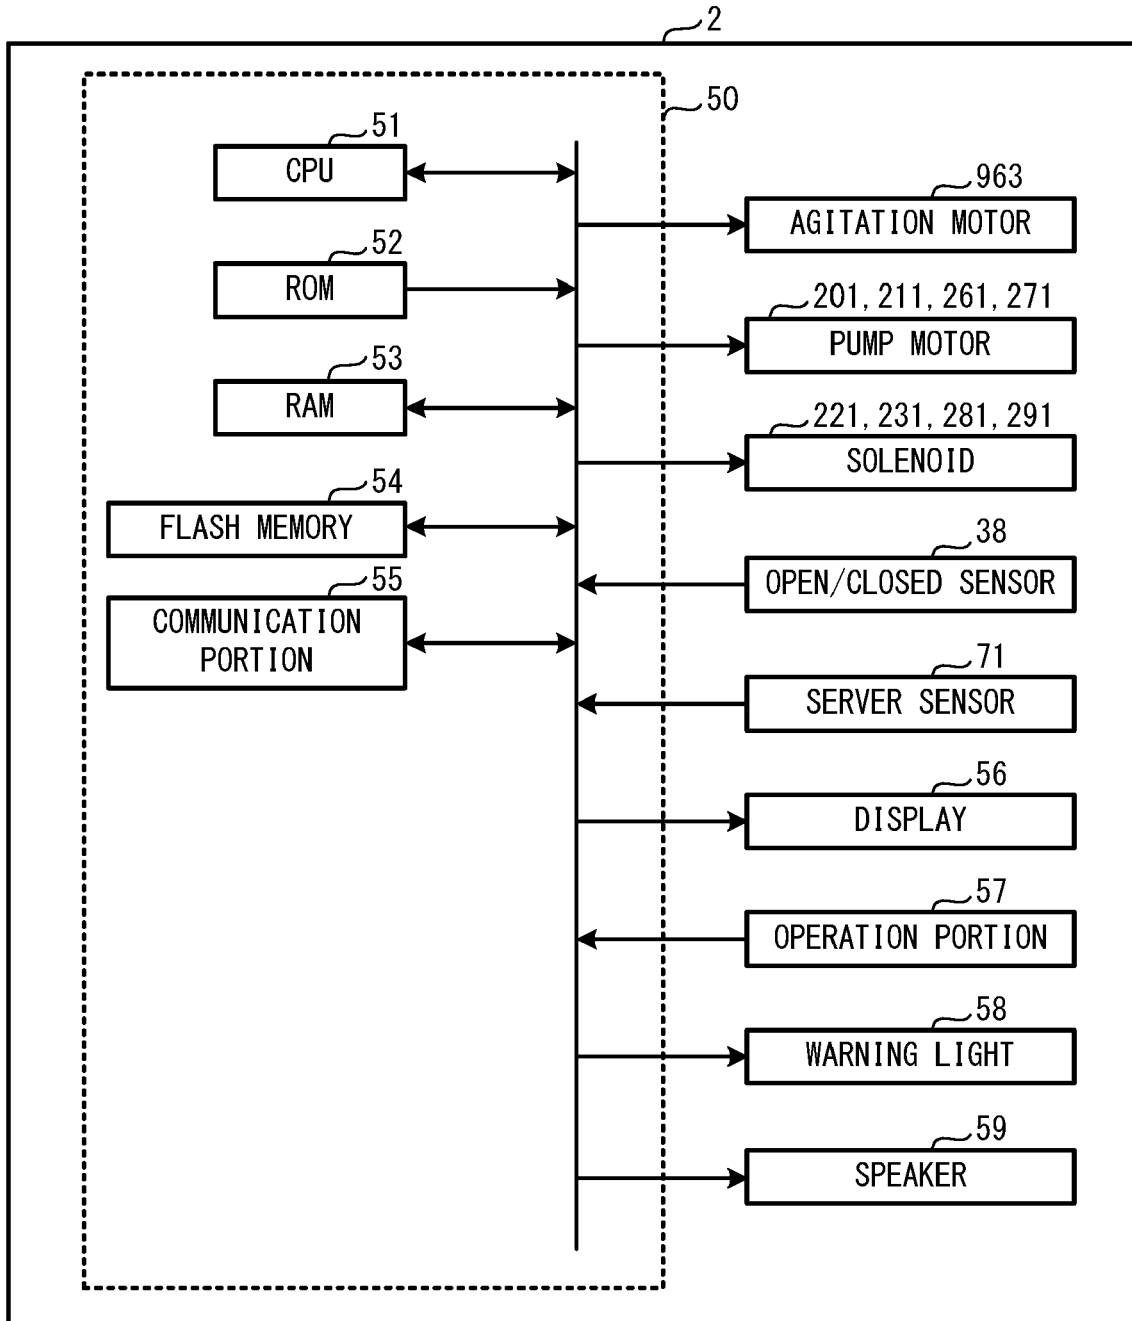 2
50
51
CPU
52
ROM
53
RAM
54
FLASH MEMORY
55
COMMUNICATION
PORTION
963
AGITATION MOTOR
201, 211, 261, 271
PUMP MOTOR
221, 231, 281, 291
SOLENOID
38
OPEN/CLOSED SENSOR
71
SERVER SENSOR
56
DISPLAY
57
OPERATION PORTION
58
WARNING LIGHT
59
SPEAKER